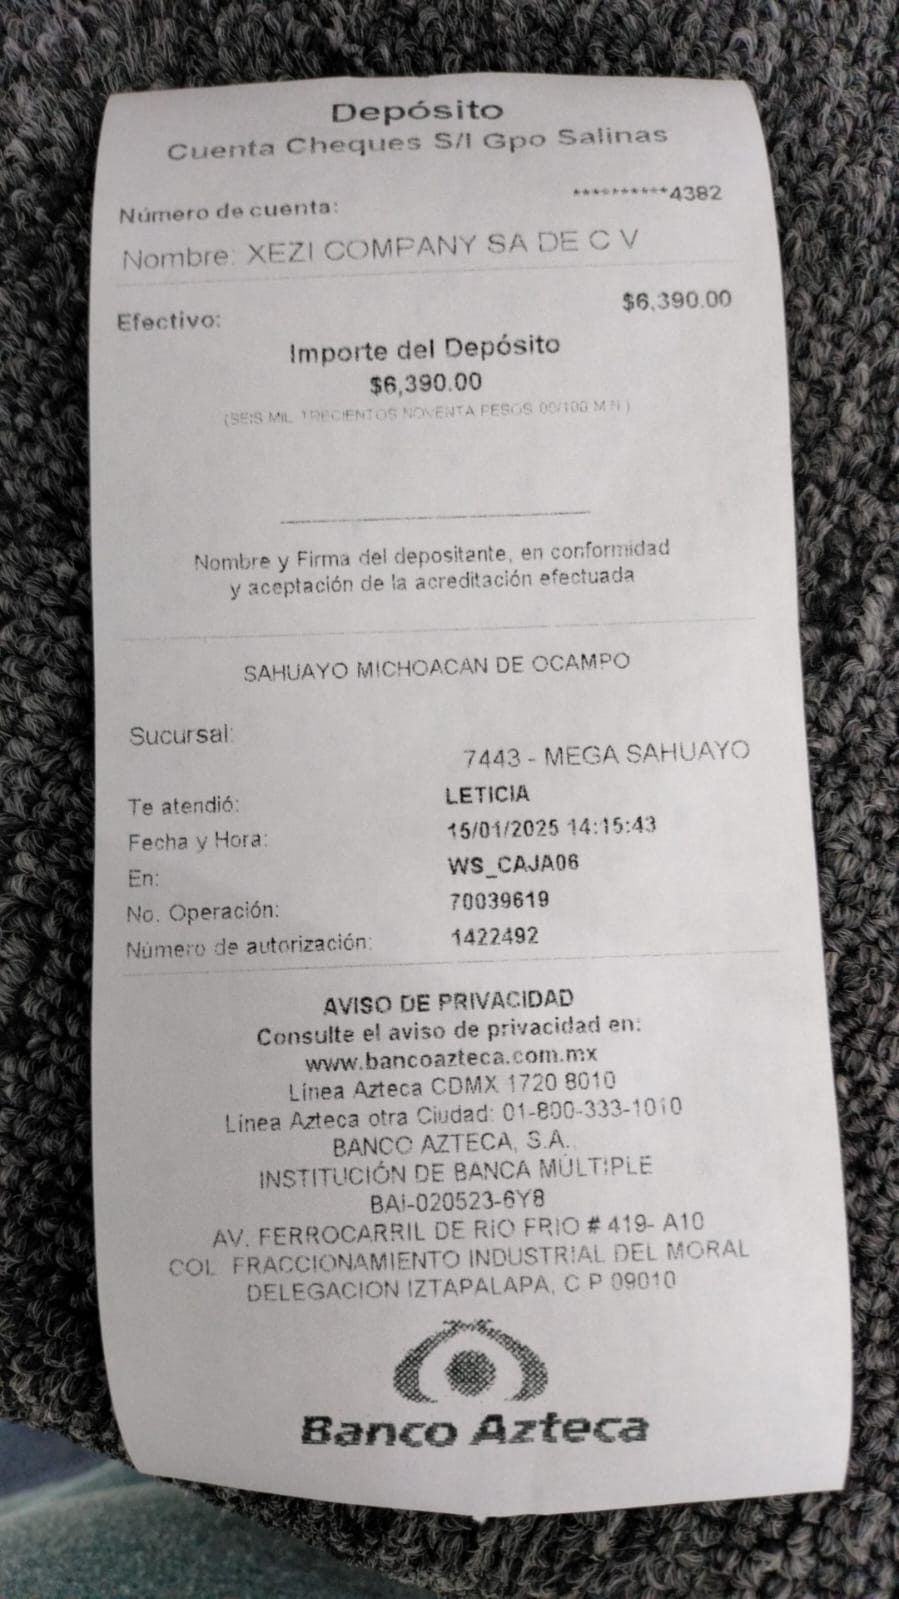 Depósito
Cuenta Cheques S/I Gpo Salinas
Número de cuenta: **********4382
Nombre: XEZI COMPANY SA DE C V
Efectivo: $6,390.00
Importe del Depósito
$6,390.00
(SEIS MIL TRECIENTOS NOVENTA PESOS 00/100 M.N.)
Nombre y Firma del depositante, en conformidad
y aceptación de la acreditación efectuada
SAHUAYO MICHOACAN DE OCAMPO
Sucursal:
7443 - MEGA SAHUAYO
Te atendió: LETICIA
Fecha y Hora: 15/01/2025 14:15:43
En: WS_CAJA06
No. Operación: 70039619
Número de autorización: 1422492
AVISO DE PRIVACIDAD
Consulte el aviso de privacidad en:
www.bancoazteca.com.mx
Línea Azteca CDMX 1720 8010
Línea Azteca otra Ciudad: 01-800-333-1010
BANCO AZTECA, S.A.
INSTITUCIÓN DE BANCA MÚLTIPLE
BAI-020523-6Y8
AV. FERROCARRIL DE RIO FRIO # 419- A10
COL FRACCIONAMIENTO INDUSTRIAL DEL MORAL
DELEGACION IZTAPALAPA, C P 09010
Banco Azteca